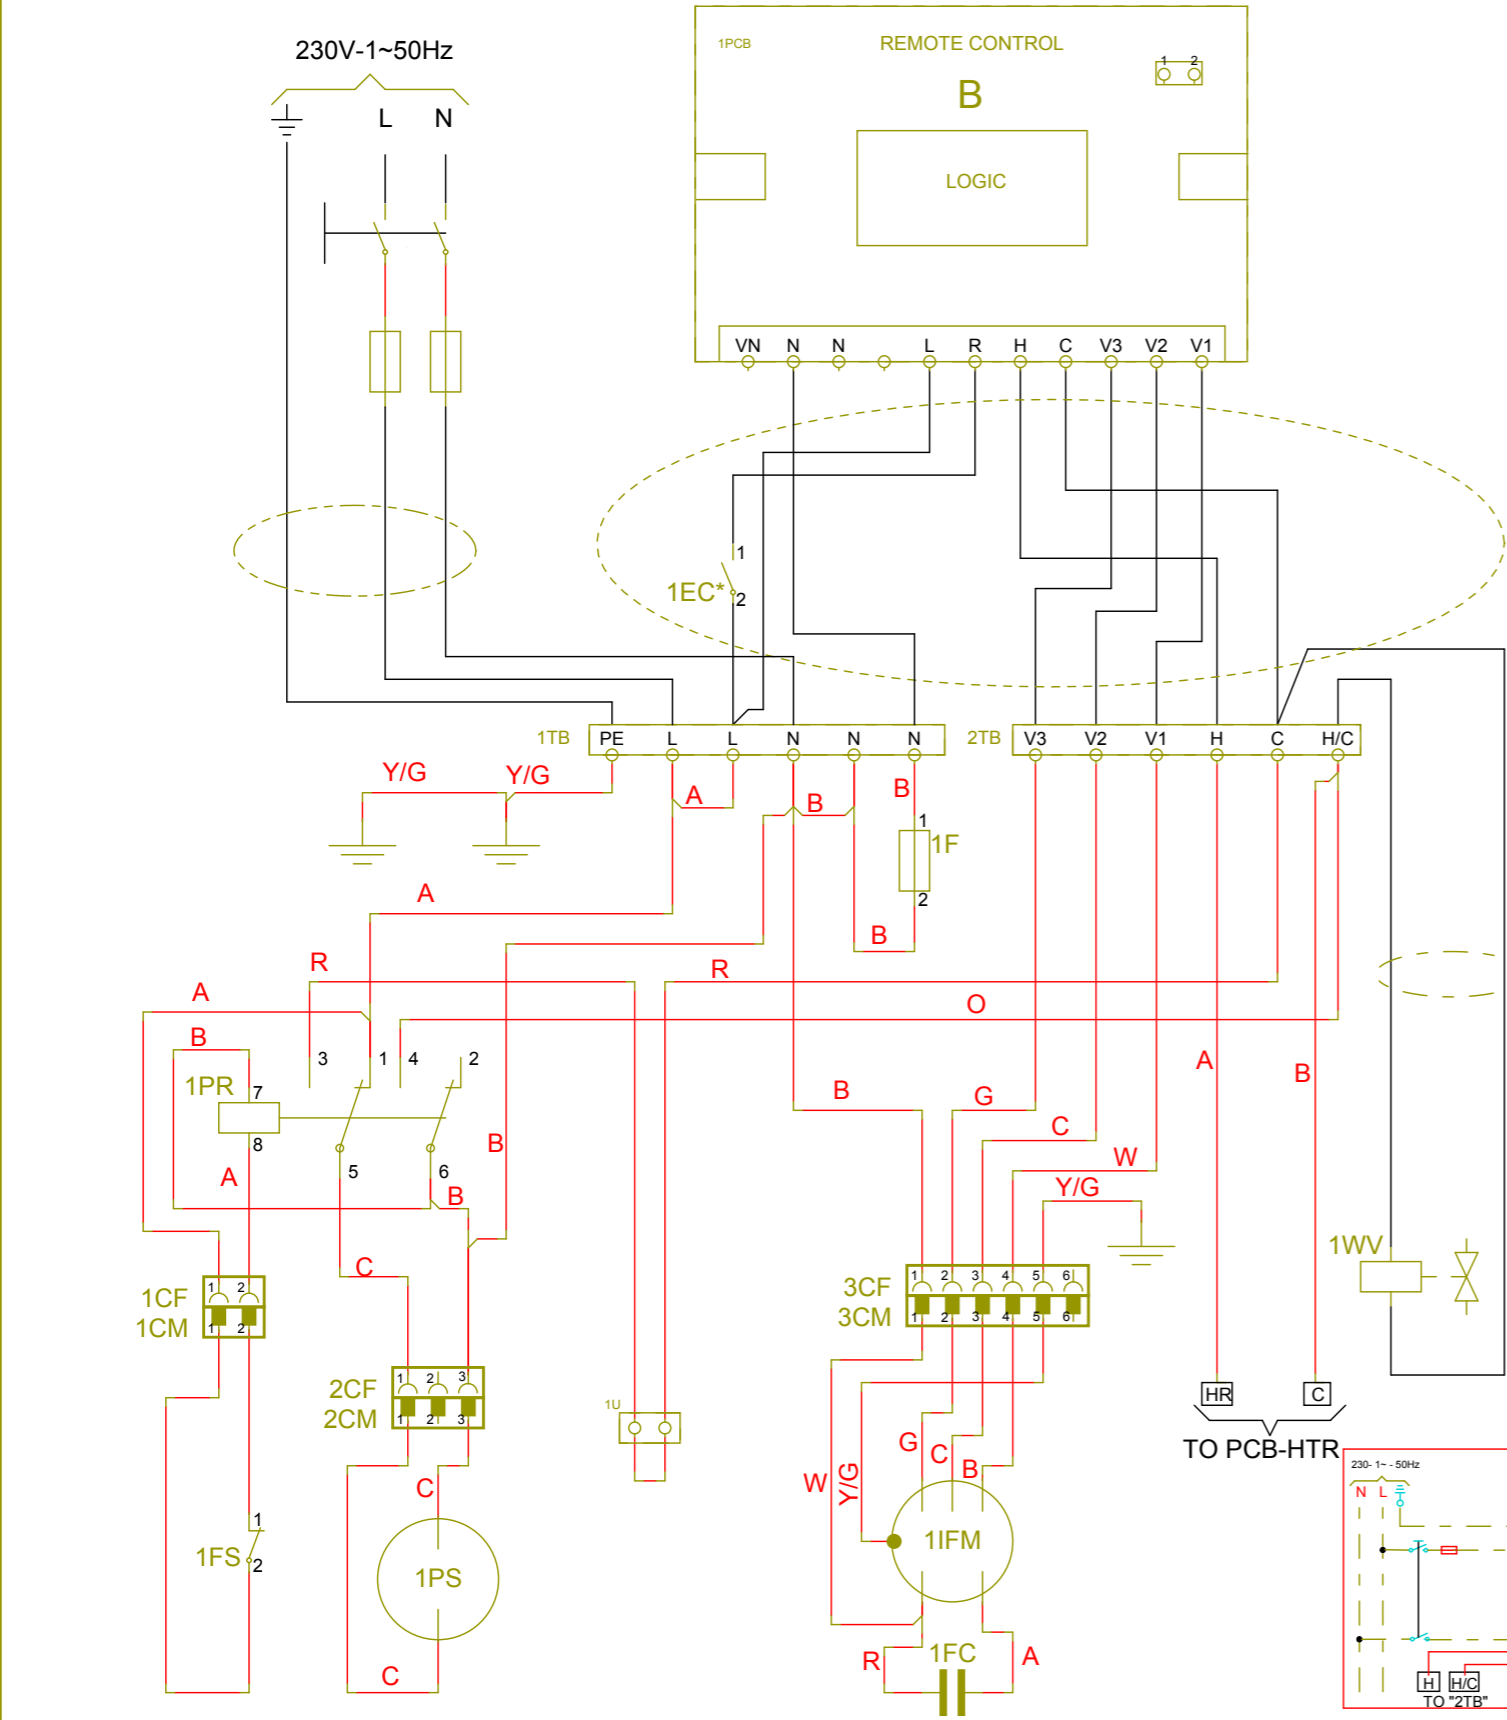 230V-1~50Hz
L N
1PCB
REMOTE CONTROL
1 2
B
LOGIC
VN N N L R H C V3 V2 V1
1
1EC*
2
1TB PE L L N N N
2TB V3 V2 V1 H C H/C
Y/G Y/G A B B
1
1F
2
A
B
R R
A O
B
3 1 4 2
1PR 7
8
A B
5 6
B
C
B G
C
W
Y/G
A B
1WV
1CF 1 2
1CM 1 2
3CF 1 2 3 4 5 6
3CM 1 2 3 4 5 6
2CF 1 2 3
2CM 1 2 3
1U
HR C
TO PCB-HTR
G C B
W Y/G
C
1
1FS
2
1PS
C
1IFM
1FC
R A
230- 1~ - 50Hz
N L
H H/C
TO "2TB"